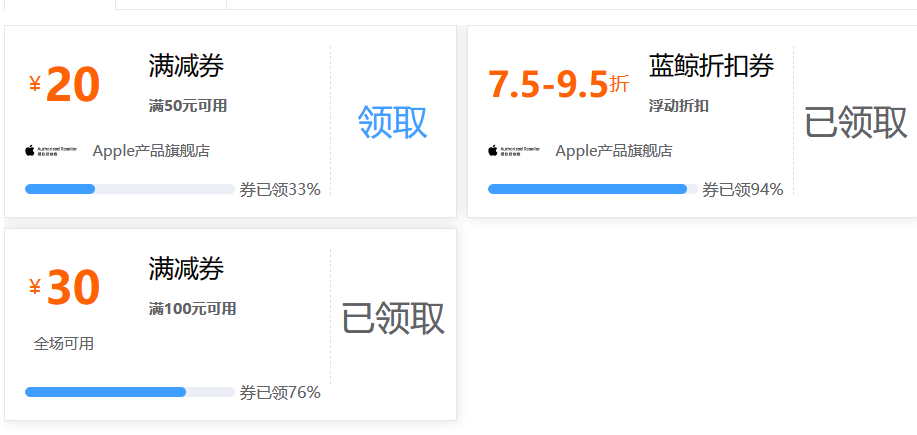 ¥20
满减券
满50元可用
领取
Authorized Reseller
Apple产品旗舰店
券已领33%
7.5-9.5折
蓝鲸折扣券
浮动折扣
已领取
Authorized Reseller
Apple产品旗舰店
券已领94%
¥30
满减券
满100元可用
已领取
全场可用
券已领76%